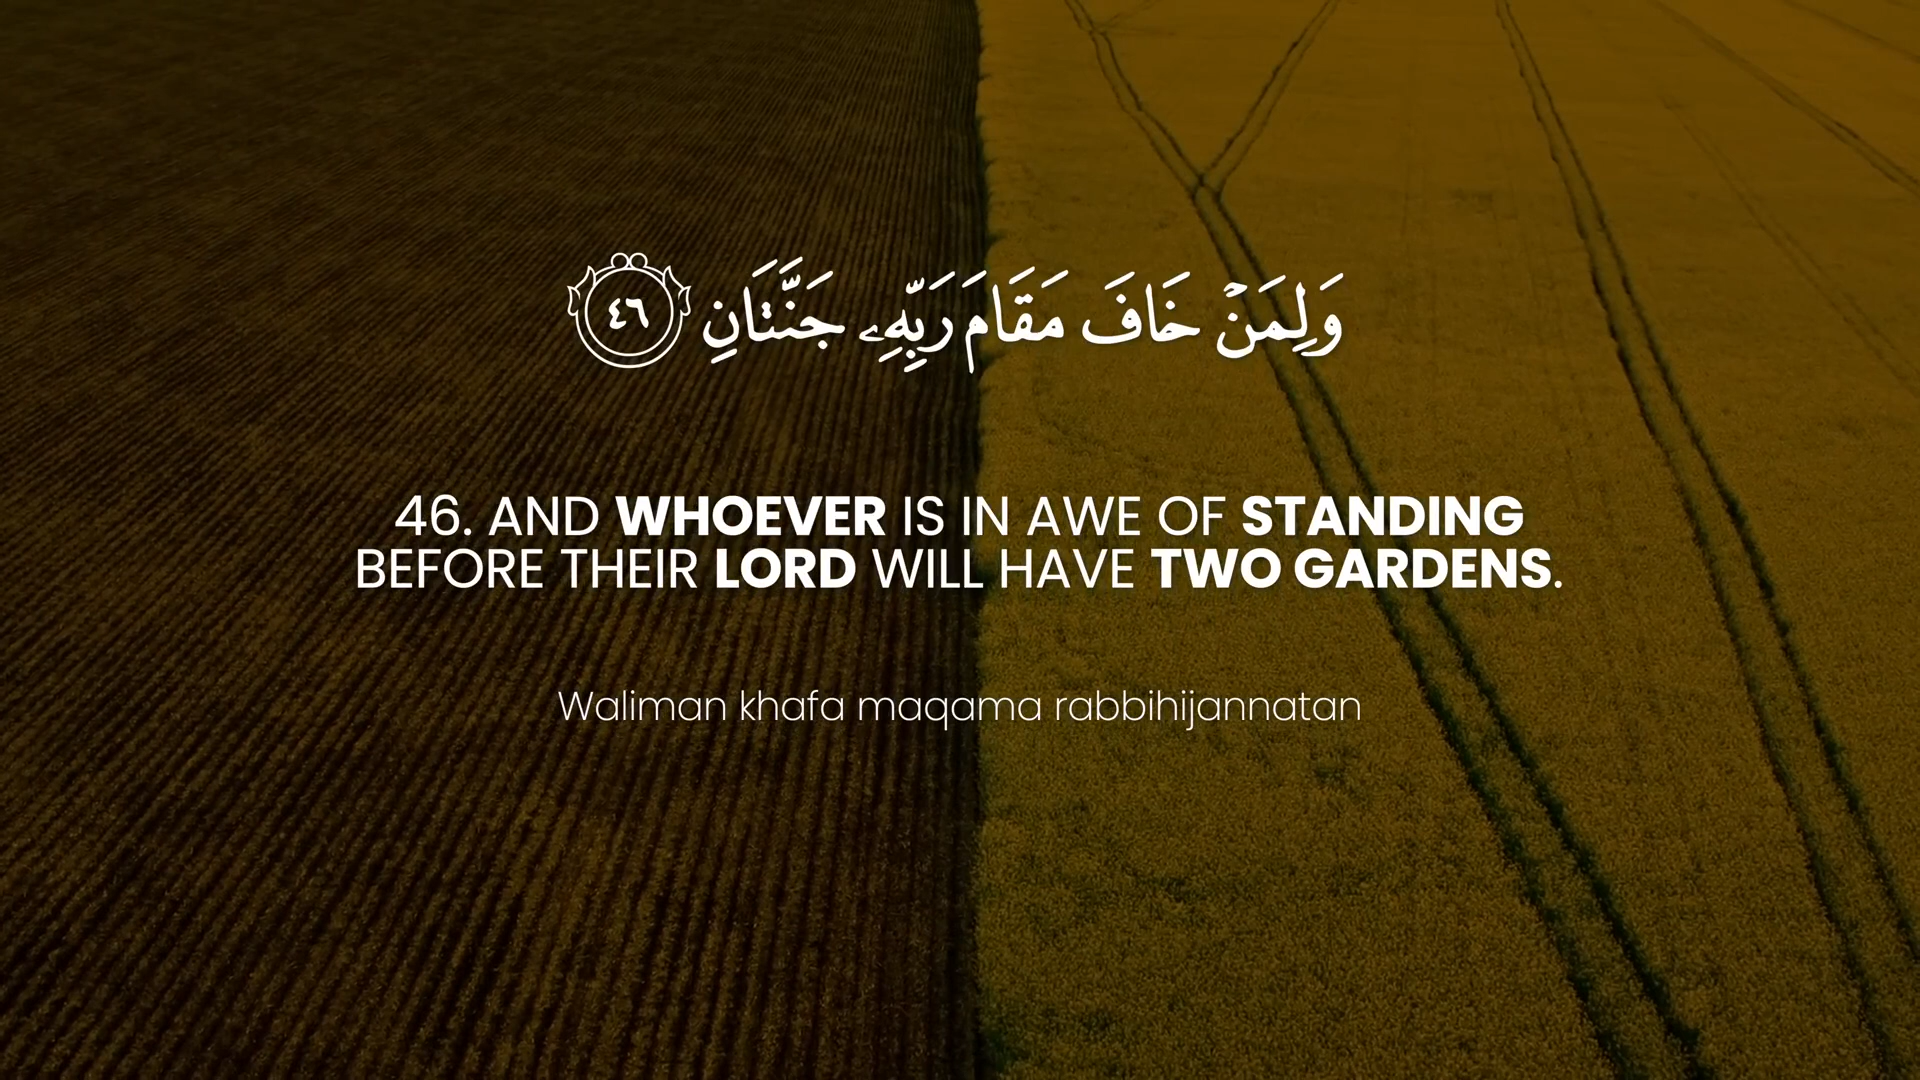 وَلِمَنْ خَافَ مَقَامَ رَبِّهِۦ جَنَّتَانِ ٤٦
46. AND WHOEVER IS IN AWE OF STANDING
BEFORE THEIR LORD WILL HAVE TWO GARDENS.
Waliman khafa maqama rabbihijannatan